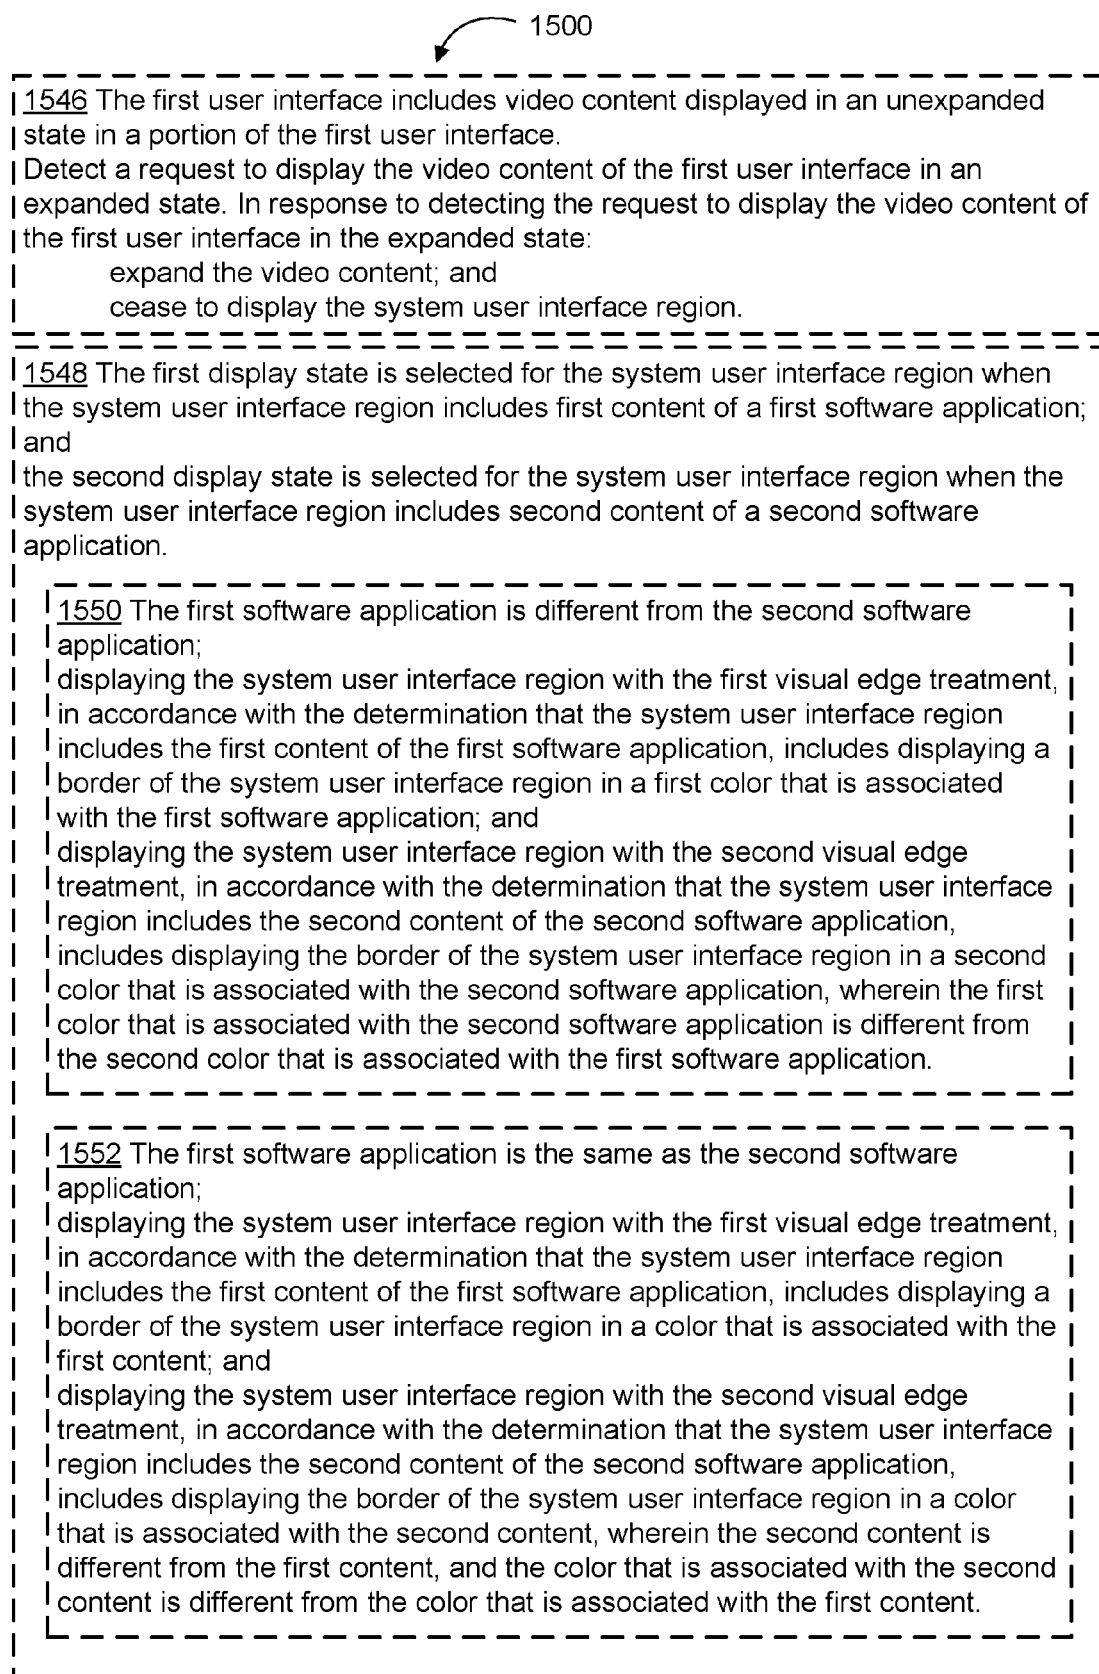 1500
1546 The first user interface includes video content displayed in an unexpanded
state in a portion of the first user interface.
Detect a request to display the video content of the first user interface in an
expanded state. In response to detecting the request to display the video content of
the first user interface in the expanded state:
expand the video content; and
cease to display the system user interface region.
1548 The first display state is selected for the system user interface region when
the system user interface region includes first content of a first software application;
and
the second display state is selected for the system user interface region when the
system user interface region includes second content of a second software
application.
1550 The first software application is different from the second software
application;
displaying the system user interface region with the first visual edge treatment,
in accordance with the determination that the system user interface region
includes the first content of the first software application, includes displaying a
border of the system user interface region in a first color that is associated
with the first software application; and
displaying the system user interface region with the second visual edge
treatment, in accordance with the determination that the system user interface
region includes the second content of the second software application,
includes displaying the border of the system user interface region in a second
color that is associated with the second software application, wherein the first
color that is associated with the second software application is different from
the second color that is associated with the first software application.
1552 The first software application is the same as the second software
application;
displaying the system user interface region with the first visual edge treatment,
in accordance with the determination that the system user interface region
includes the first content of the first software application, includes displaying a
border of the system user interface region in a color that is associated with the
first content; and
displaying the system user interface region with the second visual edge
treatment, in accordance with the determination that the system user interface
region includes the second content of the second software application,
includes displaying the border of the system user interface region in a color
that is associated with the second content, wherein the second content is
different from the first content, and the color that is associated with the second
content is different from the color that is associated with the first content.